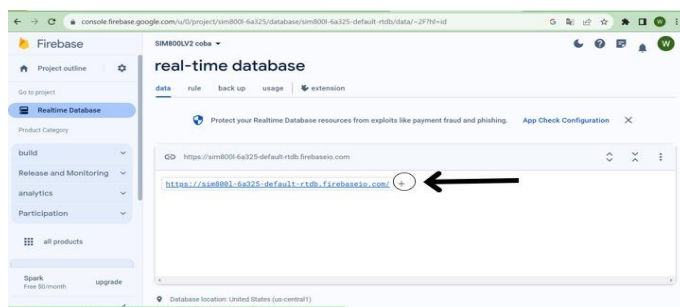 console.firebase.google.com/u/0/project/sim800l-6a325/database/sim800l-6a325-default-rtdb/data/~2F?hl=id
Firebase
SIM800LV2 coba
W
Project outline
real-time database
Go to project
data rule back up usage extension
Realtime Database
Product Category
Protect your Realtime Database resources from exploits like payment fraud and phishing. App Check Configuration
build
https://sim800l-6a325-default-rtdb.firebaseio.com
Release and Monitoring
https://sim800l-6a325-default-rtdb.firebaseio.com/
analytics
Participation
all products
Spark
Free $0/month
upgrade
Database location: United States (us-central1)